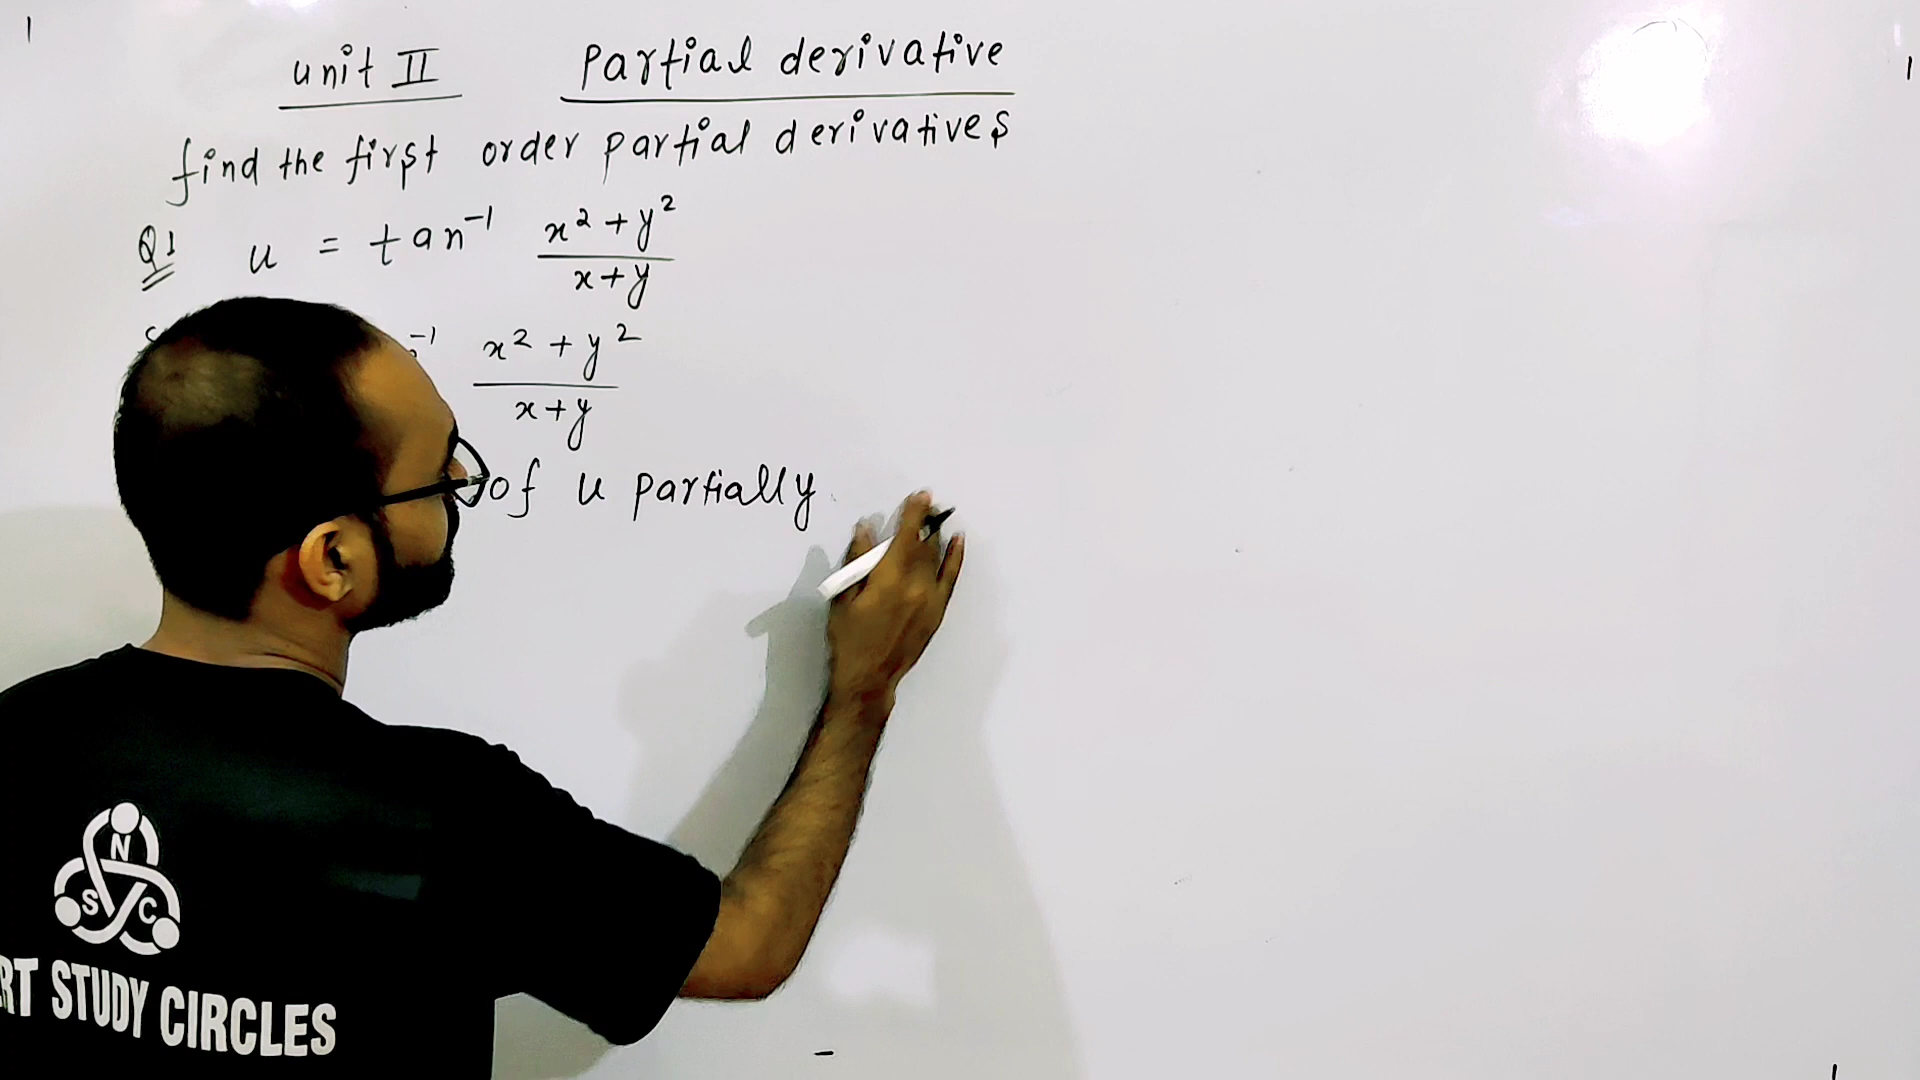 unit II Partial derivative
find the first order partial derivatives
Q1 u = tan⁻¹ x² + y² / x + y
⁻¹ x² + y² / x + y
of u partially
N
S C
STUDY CIRCLES